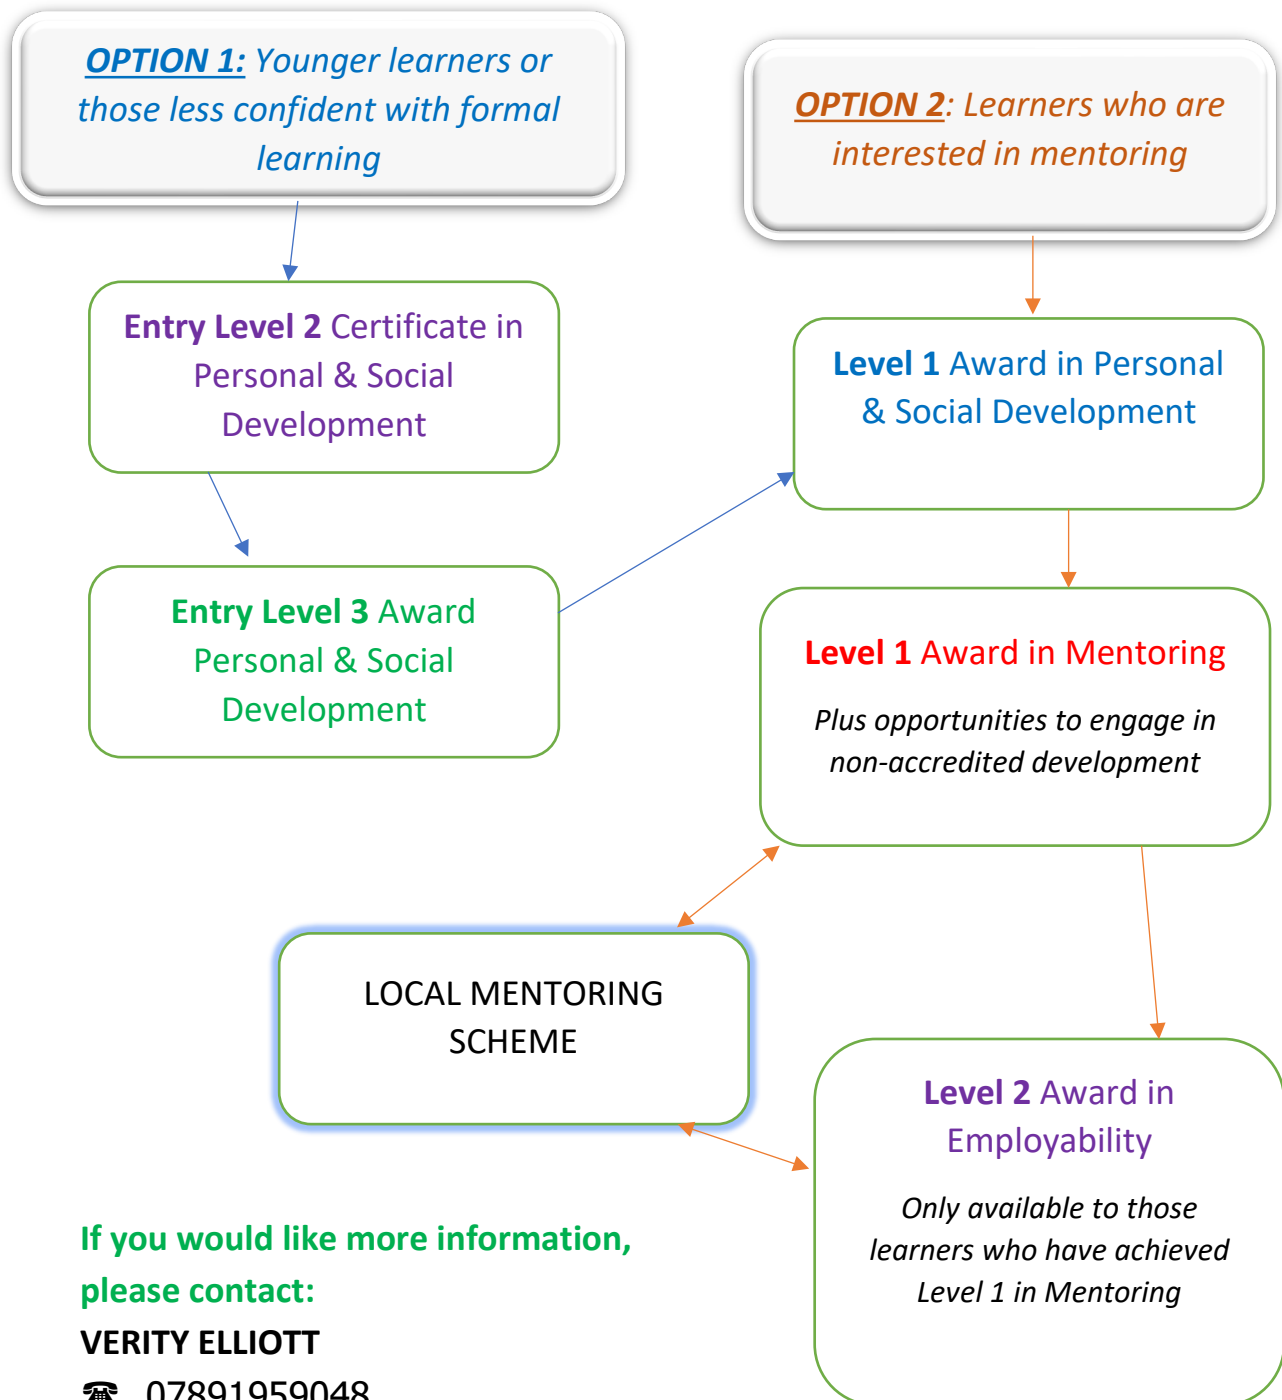 OPTION 1: Younger learners or
those less confident with formal
learning
OPTION 2: Learners who are
interested in mentoring
Entry Level 2 Certificate in
Personal & Social
Development
Level 1 Award in Personal
& Social Development
Entry Level 3 Award
Personal & Social
Development
Level 1 Award in Mentoring
Plus opportunities to engage in
non-accredited development
LOCAL MENTORING
SCHEME
Level 2 Award in
Employability
Only available to those
learners who have achieved
Level 1 in Mentoring
If you would like more information,
please contact:
VERITY ELLIOTT
☎ 07891959048